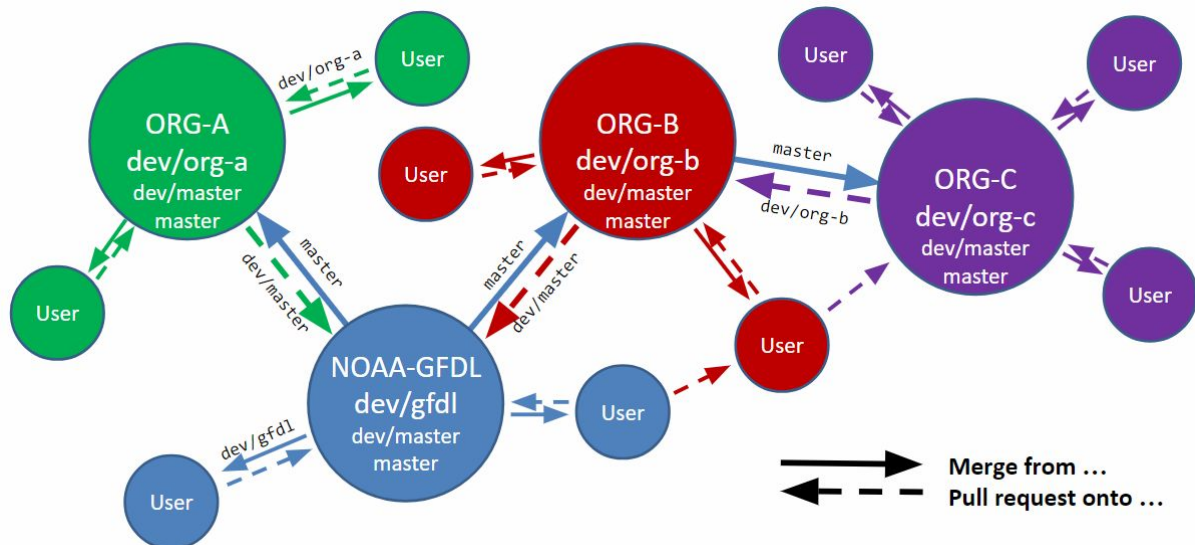 User
User
User
dev/org-a
ORG-A
dev/org-a
dev/master
master
User
ORG-B
dev/org-b
dev/master
master
master
dev/org-b
ORG-C
dev/org-c
dev/master
master
User
User
master
dev/master
master
dev/master
User
User
NOAA-GFDL
dev/gfdl
dev/master
master
User
dev/gfdl
User
Merge from ...
Pull request onto ...